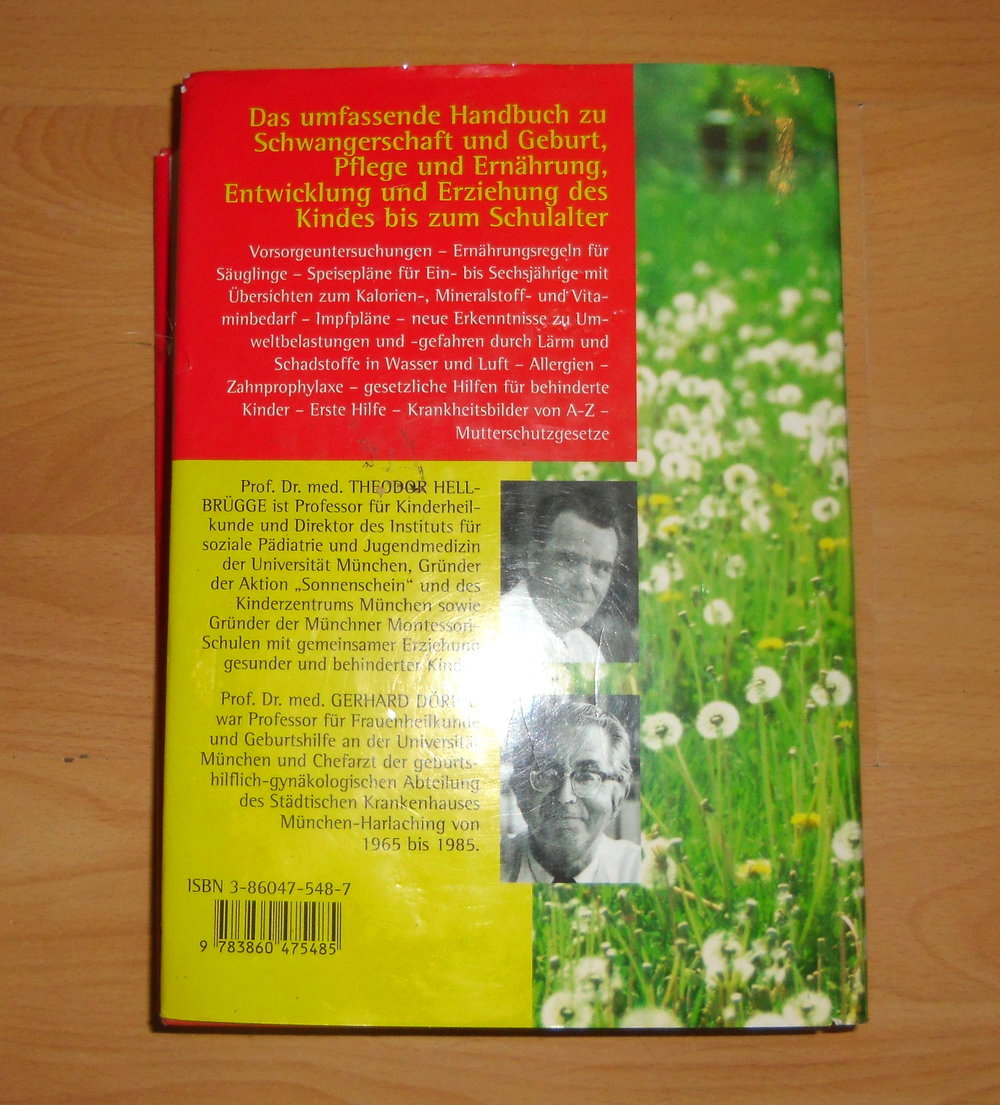 Das umfassende Handbuch zu
Schwangerschaft und Geburt,
Pflege und Ernährung,
Entwicklung und Erziehung des
Kindes bis zum Schulalter
Vorsorgeuntersuchungen – Ernährungsregeln für
Säuglinge – Speisepläne für Ein- bis Sechsjährige mit
Übersichten zum Kalorien-, Mineralstoff- und Vita-
minbedarf – Impfpläne – neue Erkenntnisse zu Um-
weltbelastungen und -gefahren durch Lärm und
Schadstoffe in Wasser und Luft – Allergien –
Zahnprophylaxe – gesetzliche Hilfen für behinderte
Kinder – Erste Hilfe – Krankheitsbilder von A-Z –
Mutterschutzgesetze
Prof. Dr. med. THEODOR HELL-
BRÜGGE ist Professor für Kinderheil-
kunde und Direktor des Instituts für
soziale Pädiatrie und Jugendmedizin
der Universität München, Gründer
der Aktion „Sonnenschein“ und des
Kinderzentrums München sowie
Gründer der Münchner Montessori-
Schulen mit gemeinsamer Erziehung
gesunder und behinderter
Prof. Dr. med. GERHARD
war Professor für Frauenheilkunde
und Geburtshilfe an der Universität
München und Chefarzt der geburts-
hilflich-gynäkologischen Abteilung
des Städtischen Krankenhauses
München-Harlaching von
1965 bis 1985.
ISBN 3-86047-548-7
9 783860 475485